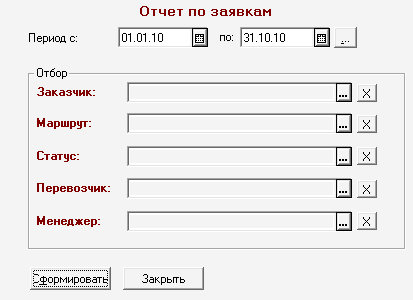 Отчет по заявкам
Период с: 01.01.10 по: 31.10.10 ...
Отбор
Заказчик: ... X
Маршрут: ... X
Статус: ... X
Перевозчик: ... X
Менеджер: ... X
Сформировать Закрыть